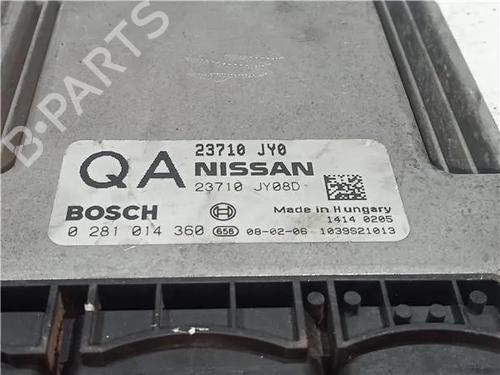 B-PARTS
QA
23710 JY0
NISSAN
23710 JY08D
BOSCH
Made in Hungary
1414 0205
0 281 014 360 656 08-02-06 1039S21013